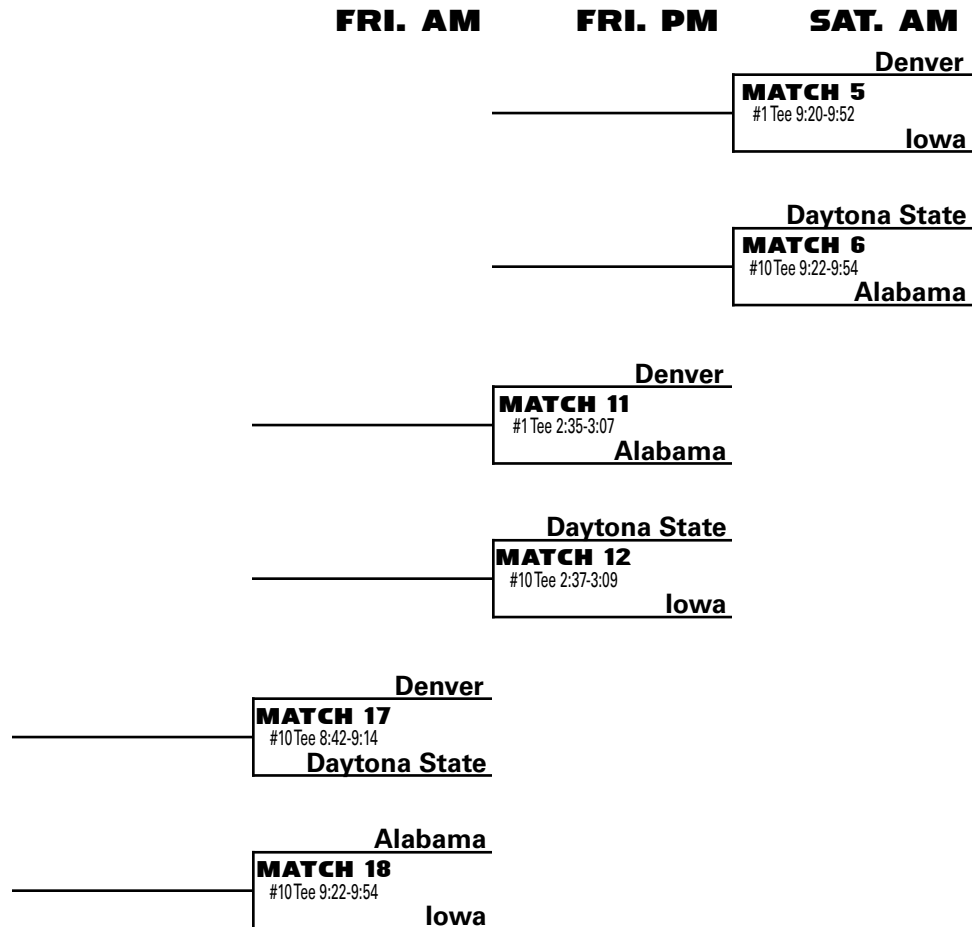 FRI. AM FRI. PM SAT. AM
Denver
MATCH 5
#1 Tee 9:20-9:52
Iowa
Daytona State
MATCH 6
#10 Tee 9:22-9:54
Alabama
Denver
MATCH 11
#1 Tee 2:35-3:07
Alabama
Daytona State
MATCH 12
#10 Tee 2:37-3:09
Iowa
Denver
MATCH 17
#10 Tee 8:42-9:14
Daytona State
Alabama
MATCH 18
#10 Tee 9:22-9:54
Iowa